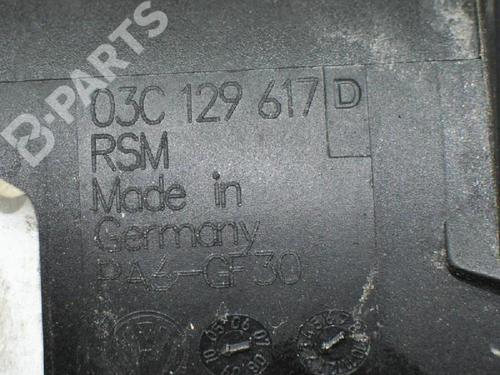 B-PARTS
03C 129 617 D
RSM
Made in
Germany
PA6-GF30